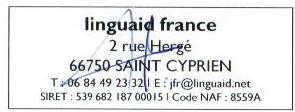 linguaid france
2 rue Hergé
66750 SAINT CYPRIEN
T : 06 84 49 23 32 | E : jfr@linguaid.net
SIRET : 539 682 187 00015 | Code NAF : 8559A